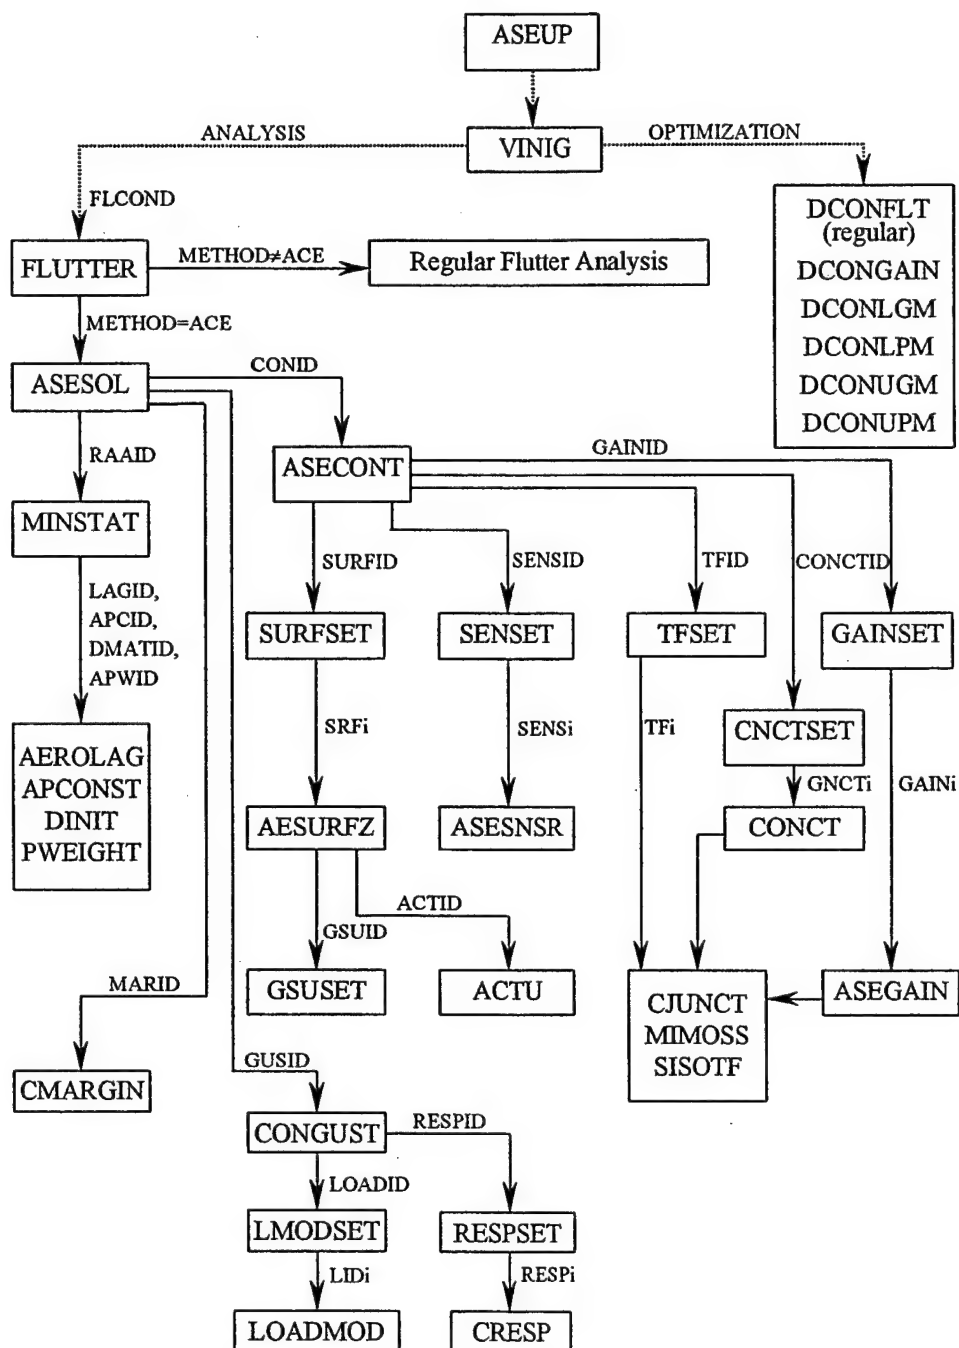 ASEUP
ANALYSIS
VINIG
OPTIMIZATION
FLCOND
DCONFLT
(regular)
DCONGAIN
DCONLGM
DCONLPM
DCONUGM
DCONUPM
FLUTTER
METHOD≠ACE
Regular Flutter Analysis
METHOD=ACE
ASESOL
CONID
RAAID
ASECONT
GAINID
MINSTAT
SURFID
SENSID
TFID
CONCTID
LAGID,
APCID,
DMATID,
APWID
SURFSET
SENSET
TFSET
GAINSET
SRFi
SENSi
TFi
CNCTSET
GNCTi
GAINi
AEROLAG
APCONST
DINIT
PWEIGHT
AESURFZ
ASESNSR
CONCT
ACTID
GSUID
MARID
GSUSET
ACTU
CJUNCT
MIMOSS
SISOTF
ASEGAIN
CMARGIN
GUSID
CONGUST
RESPID
LOADID
LMODSET
RESPSET
LIDi
RESPi
LOADMOD
CRESP